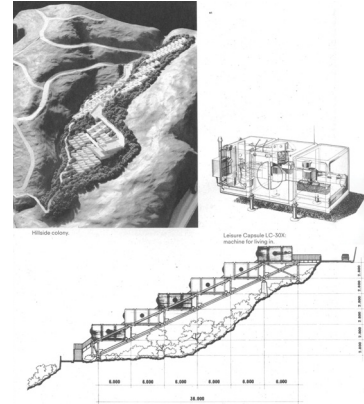 Hillside colony.
Leisure Capsule LC-30X:
machine for living in.
6.000 6.000 6.000 6.000 6.000 6.000
36.000